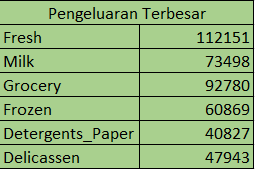 Pengeluaran Terbesar
Fresh 112151
Milk 73498
Grocery 92780
Frozen 60869
Detergents_Paper 40827
Delicassen 47943